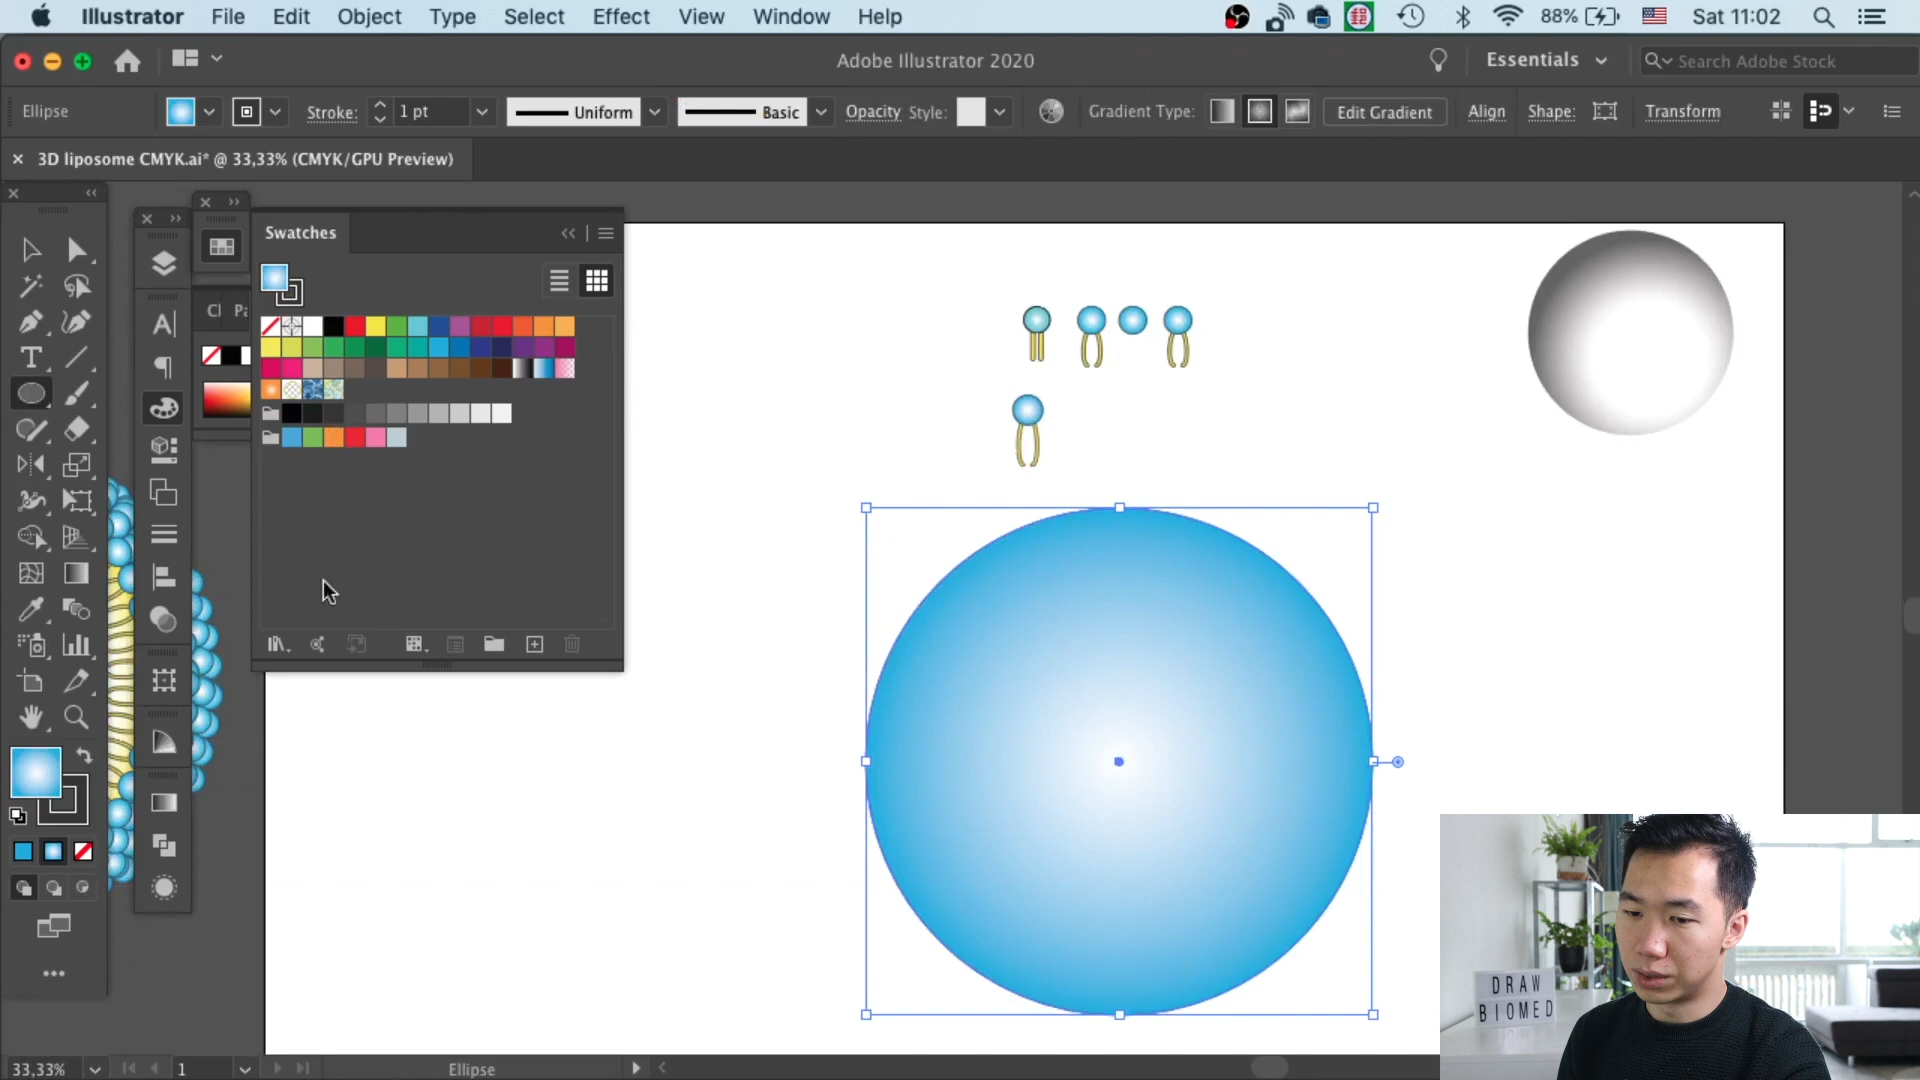 Illustrator File Edit Object Type Select Effect View Window Help 88% Sat 11:02
Adobe Illustrator 2020 Essentials Search Adobe Stock
Ellipse Stroke: 1 pt Uniform Basic Opacity Style: Gradient Type: Edit Gradient Align Shape: Transform
3D liposome CMYK.ai* @ 33,33% (CMYK/GPU Preview)
Swatches
DRAW
BIOMED
33,33% 1 Ellipse